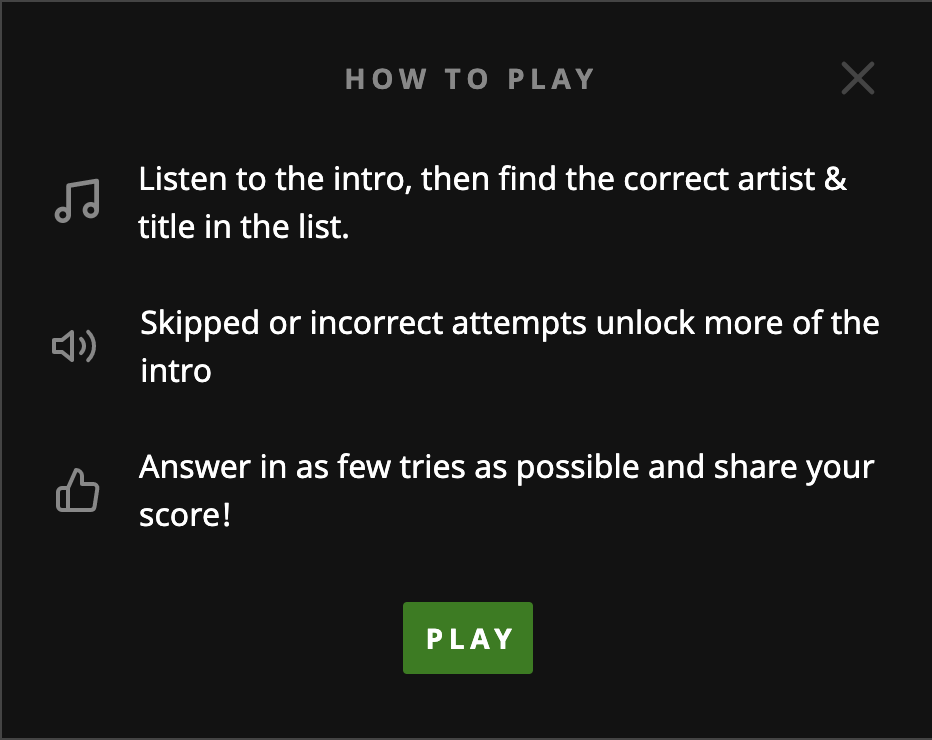 HOW TO PLAY
Listen to the intro, then find the correct artist &
title in the list.
Skipped or incorrect attempts unlock more of the
intro
Answer in as few tries as possible and share your
score!
PLAY